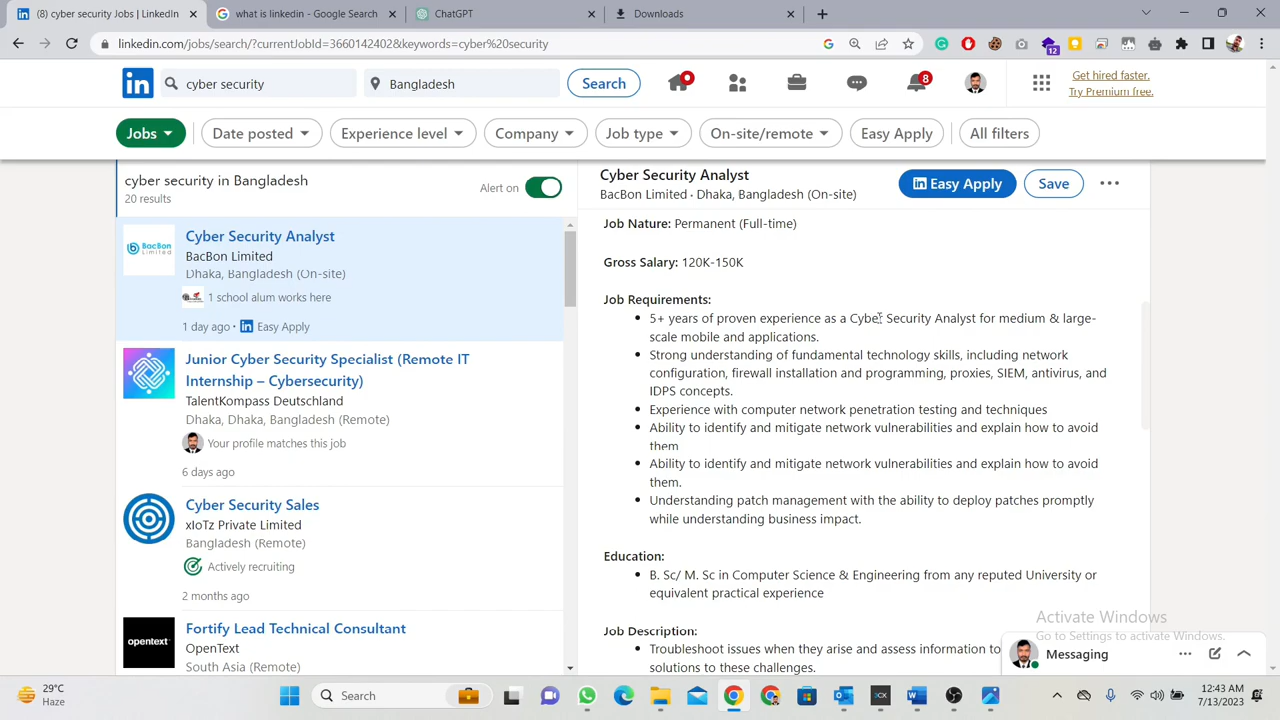 (8) cyber security Jobs | LinkedIn
what is linkedin - Google Search
ChatGPT
Downloads
linkedin.com/jobs/search/?currentJobId=3660142402&keywords=cyber%20security
12
in
cyber security
Bangladesh
Search
8
Get hired faster.
Try Premium free.
Jobs
Date posted
Experience level
Company
Job type
On-site/remote
Easy Apply
All filters
cyber security in Bangladesh
20 results
Alert on
BacBon
LIMITED
Cyber Security Analyst
BacBon Limited
Dhaka, Bangladesh (On-site)
1 school alum works here
1 day ago • in Easy Apply
Junior Cyber Security Specialist (Remote IT
Internship – Cybersecurity)
TalentKompass Deutschland
Dhaka, Dhaka, Bangladesh (Remote)
Your profile matches this job
6 days ago
Cyber Security Sales
xIoTz Private Limited
Bangladesh (Remote)
Actively recruiting
2 months ago
opentext
Fortify Lead Technical Consultant
OpenText
South Asia (Remote)
Cyber Security Analyst
BacBon Limited · Dhaka, Bangladesh (On-site)
in Easy Apply
Save
Job Nature: Permanent (Full-time)
Gross Salary: 120K-150K
Job Requirements:
• 5+ years of proven experience as a Cyber Security Analyst for medium & large-
scale mobile and applications.
• Strong understanding of fundamental technology skills, including network
configuration, firewall installation and programming, proxies, SIEM, antivirus, and
IDPS concepts.
• Experience with computer network penetration testing and techniques
• Ability to identify and mitigate network vulnerabilities and explain how to avoid
them
• Ability to identify and mitigate network vulnerabilities and explain how to avoid
them.
• Understanding patch management with the ability to deploy patches promptly
while understanding business impact.
Education:
• B. Sc/ M. Sc in Computer Science & Engineering from any reputed University or
equivalent practical experience
Job Description:
• Troubleshoot issues when they arise and assess information to
solutions to these challenges.
Activate Windows
Go to Settings to activate Windows.
Messaging
29°C
Haze
Search
12:43 AM
7/13/2023